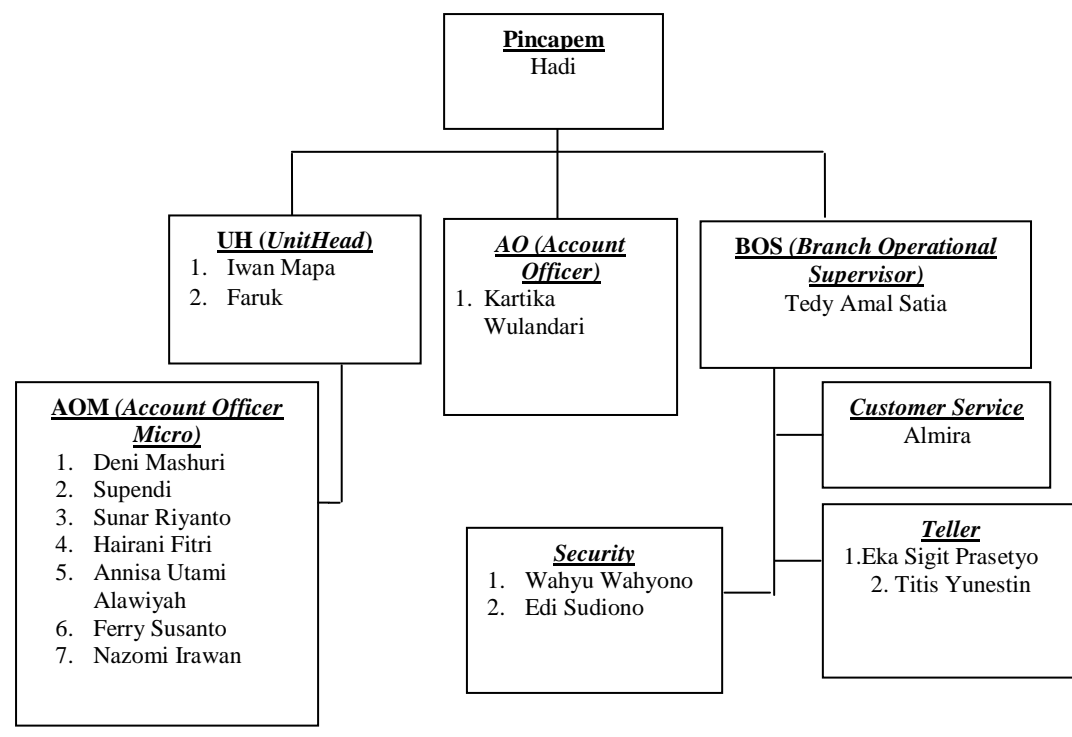 Pincapem
Hadi
UH (UnitHead)
1. Iwan Mapa
2. Faruk
AO (Account
Officer)
1. Kartika
Wulandari
BOS (Branch Operational
Supervisor)
Tedy Amal Satia
AOM (Account Officer
Micro)
1. Deni Mashuri
2. Supendi
3. Sunar Riyanto
4. Hairani Fitri
5. Annisa Utami
Alawiyah
6. Ferry Susanto
7. Nazomi Irawan
Customer Service
Almira
Security
1. Wahyu Wahyono
2. Edi Sudiono
Teller
1.Eka Sigit Prasetyo
2. Titis Yunestin